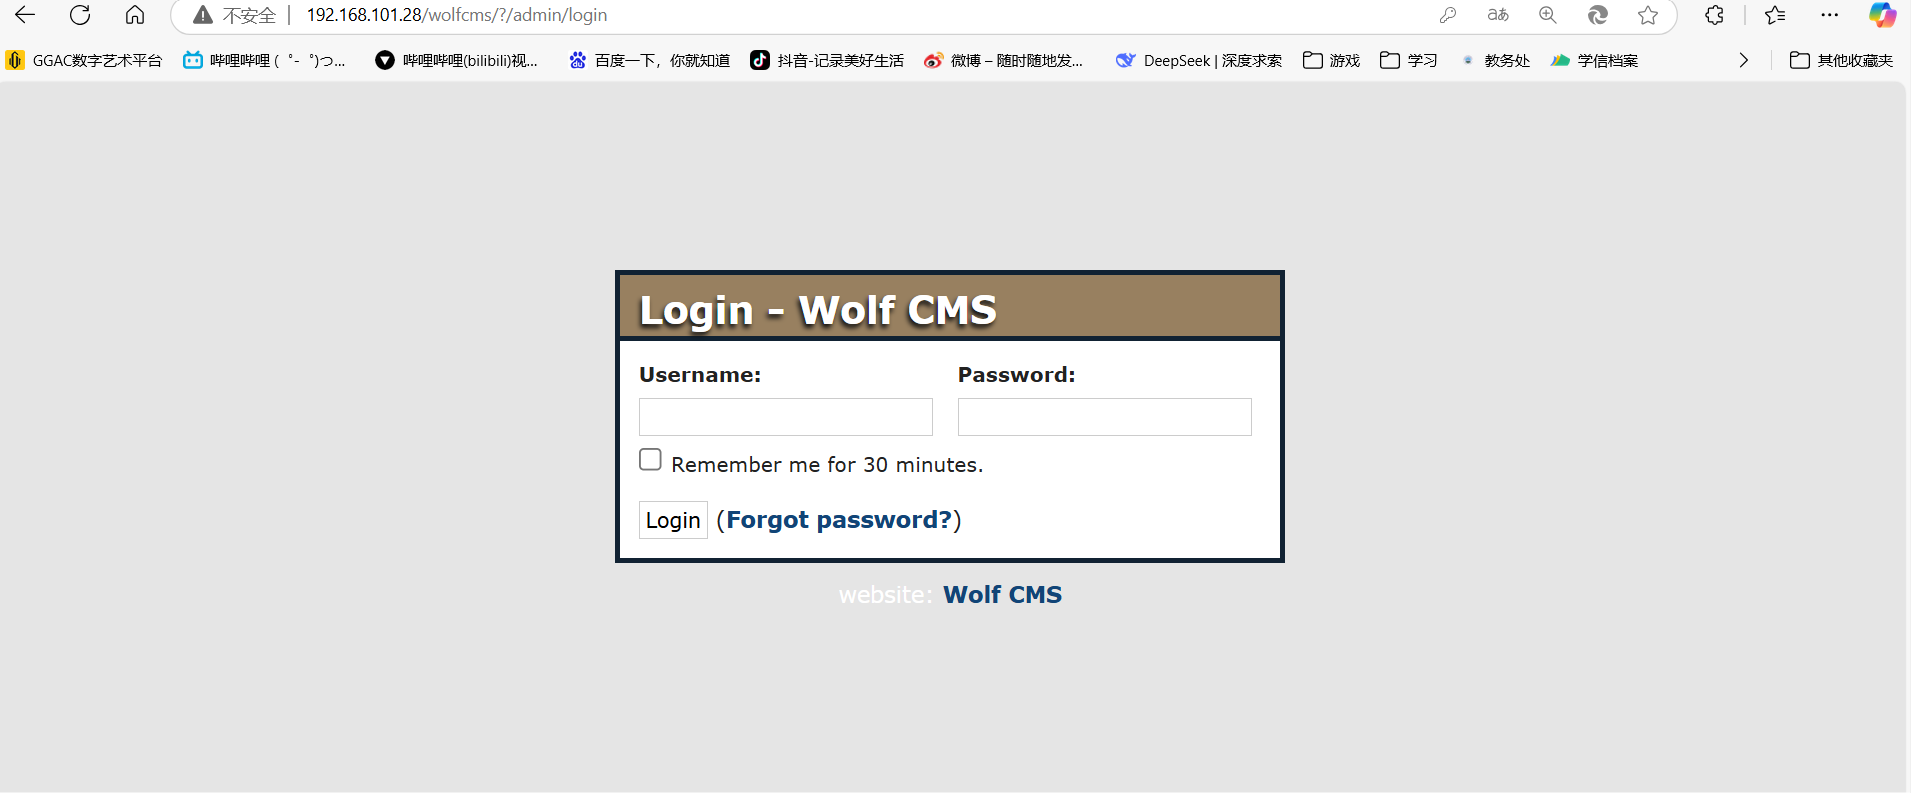 不安全 192.168.101.28/wolfcms/?/admin/login aあ
GGAC数字艺术平台 哔哩哔哩 (゜-゜)つ... 哔哩哔哩(bilibili)视... 百度一下，你就知道 抖音-记录美好生活 微博 – 随时随地发... DeepSeek | 深度求索 游戏 学习 教务处 学信档案 其他收藏夹
Login - Wolf CMS
Username: Password:
Remember me for 30 minutes.
Login (Forgot password?)
website: Wolf CMS